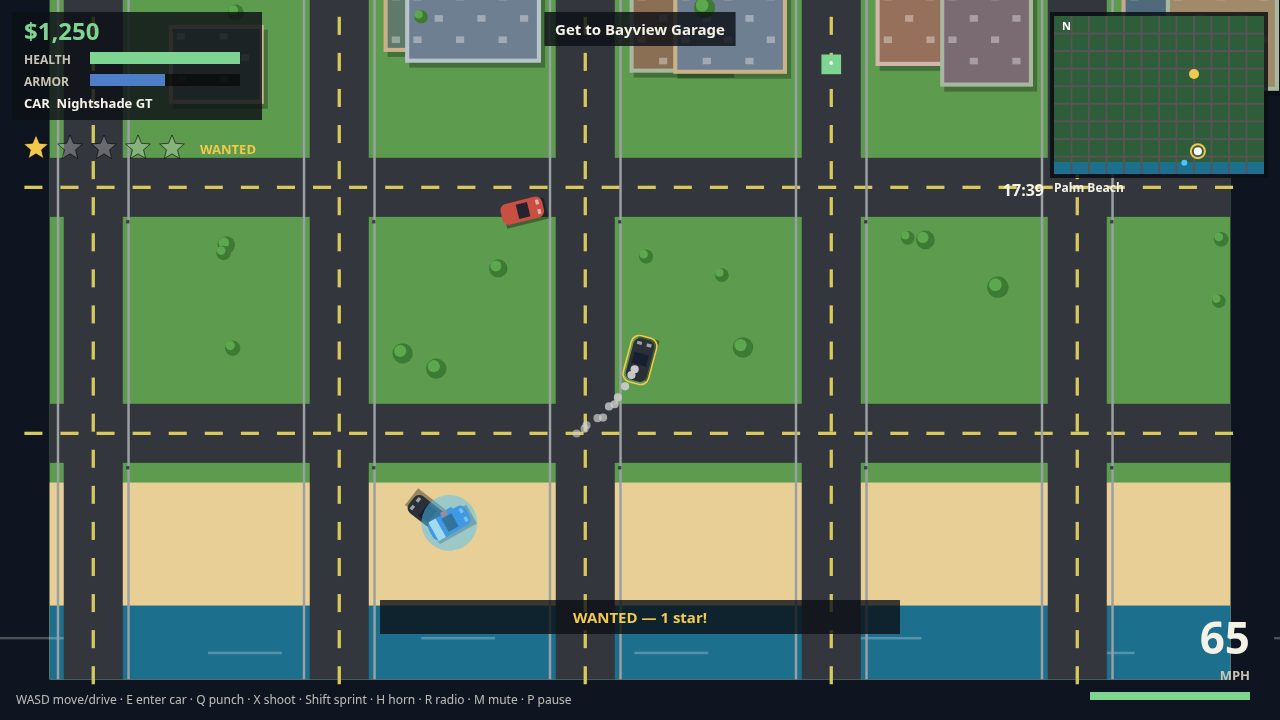 $1,250
HEALTH
ARMOR
CAR Nightshade GT
WANTED
Get to Bayview Garage
N
17:39 Palm Beach
WANTED — 1 star!
65
MPH
WASD move/drive · E enter car · Q punch · X shoot · Shift sprint · H horn · R radio · M mute · P pause